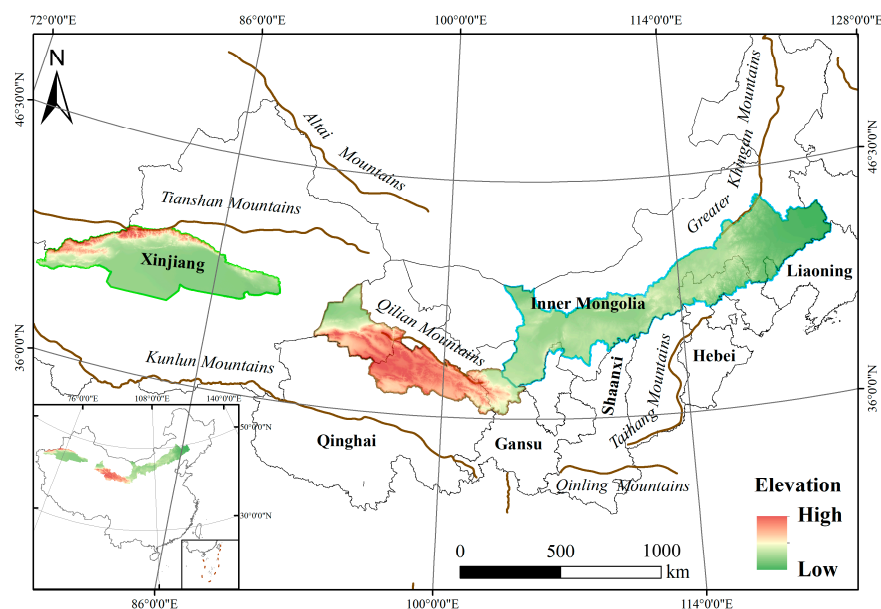 72°0'0"E
86°0'0"E
100°0'0"E
114°0'0"E
128°0'0"E
N
46°30'0"N
46°30'0"N
Altai
Mountains
Greater Khingan Mountains
Tianshan Mountains
Xinjiang
Liaoning
Inner Mongolia
Qilian Mountains
36°0'0"N
36°0'0"N
Kunlun Mountains
Hebei
Shaanxi
Taihang Mountains
76°0'0"E
108°0'0"E
140°0'0"E
50°0'0"N
Qinghai
Gansu
Qinling Mountains
Elevation
High
Low
30°0'0"N
0
500
1000
km
86°0'0"E
100°0'0"E
114°0'0"E